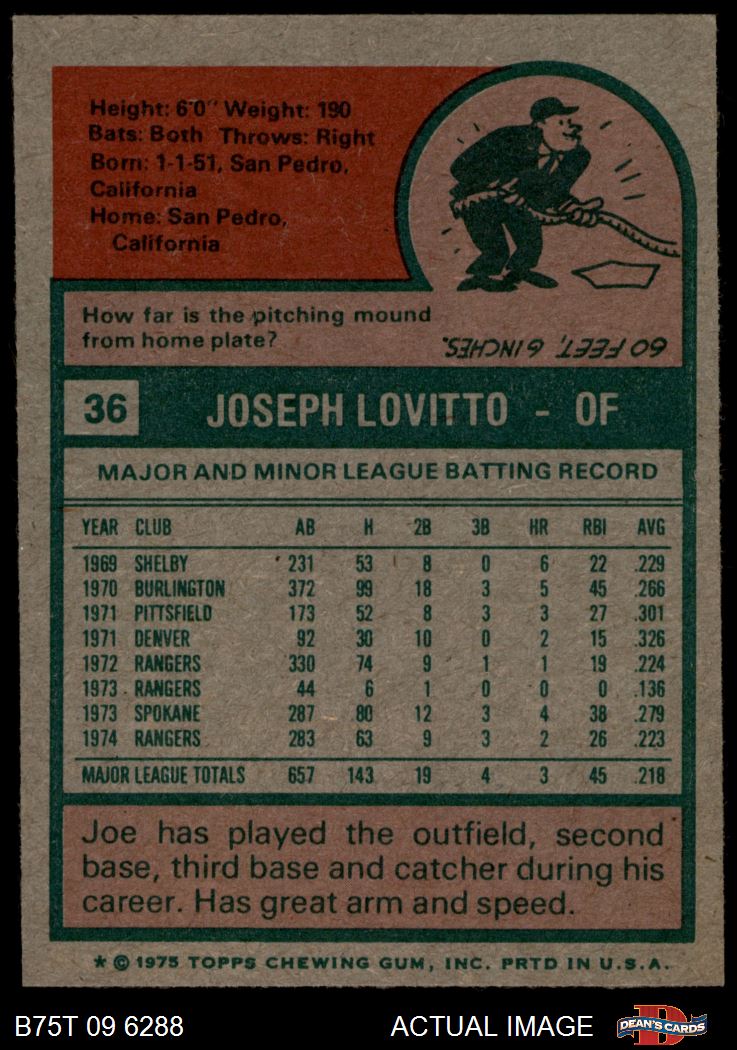 Height: 6'0" Weight: 190
Bats: Both Throws: Right
Born: 1-1-51, San Pedro,
California
Home: San Pedro,
California
How far is the pitching mound
from home plate?
60 FEET, 6 INCHES.
36 JOSEPH LOVITTO - OF
MAJOR AND MINOR LEAGUE BATTING RECORD
YEAR CLUB AB H 2B 3B HR RBI AVG
1969 SHELBY 231 53 8 0 6 22 .229
1970 BURLINGTON 372 99 18 3 5 45 .266
1971 PITTSFIELD 173 52 8 3 3 27 .301
1971 DENVER 92 30 10 0 2 15 .326
1972 RANGERS 330 74 9 1 1 19 .224
1973 RANGERS 44 6 1 0 0 0 .136
1973 SPOKANE 287 80 12 3 4 38 .279
1974 RANGERS 283 63 9 3 2 26 .223
MAJOR LEAGUE TOTALS 657 143 19 4 3 45 .218
Joe has played the outfield, second
base, third base and catcher during his
career. Has great arm and speed.
* © 1975 TOPPS CHEWING GUM, INC. PRTD IN U.S.A.
B75T 09 6288 ACTUAL IMAGE D DEAN'S CARDS